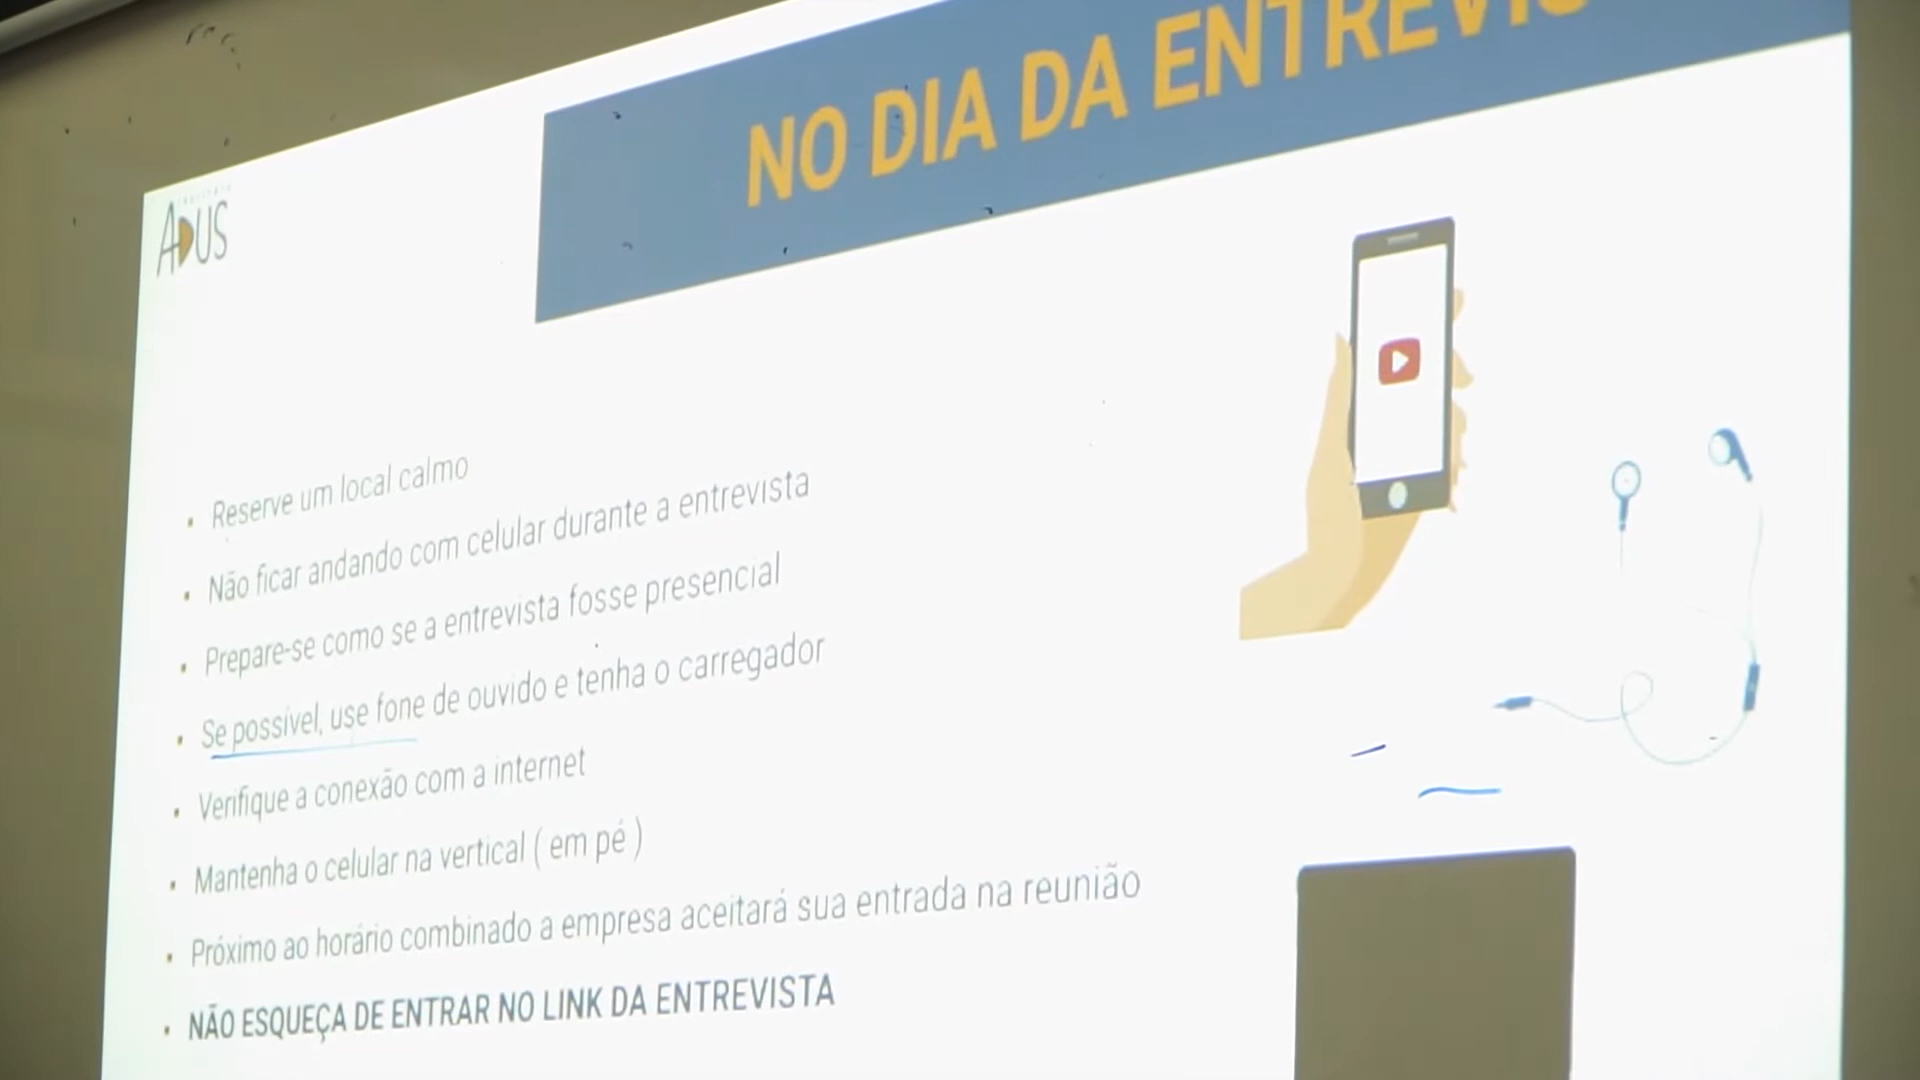 NO DIA DA ENTREVIS
ADUS
Reserve um local calmo
Não ficar andando com celular durante a entrevista
Prepare-se como se a entrevista fosse presencial
Se possível, use fone de ouvido e tenha o carregador
Verifique a conexão com a internet
Mantenha o celular na vertical ( em pé )
Próximo ao horário combinado a empresa aceitará sua entrada na reunião
NÃO ESQUEÇA DE ENTRAR NO LINK DA ENTREVISTA